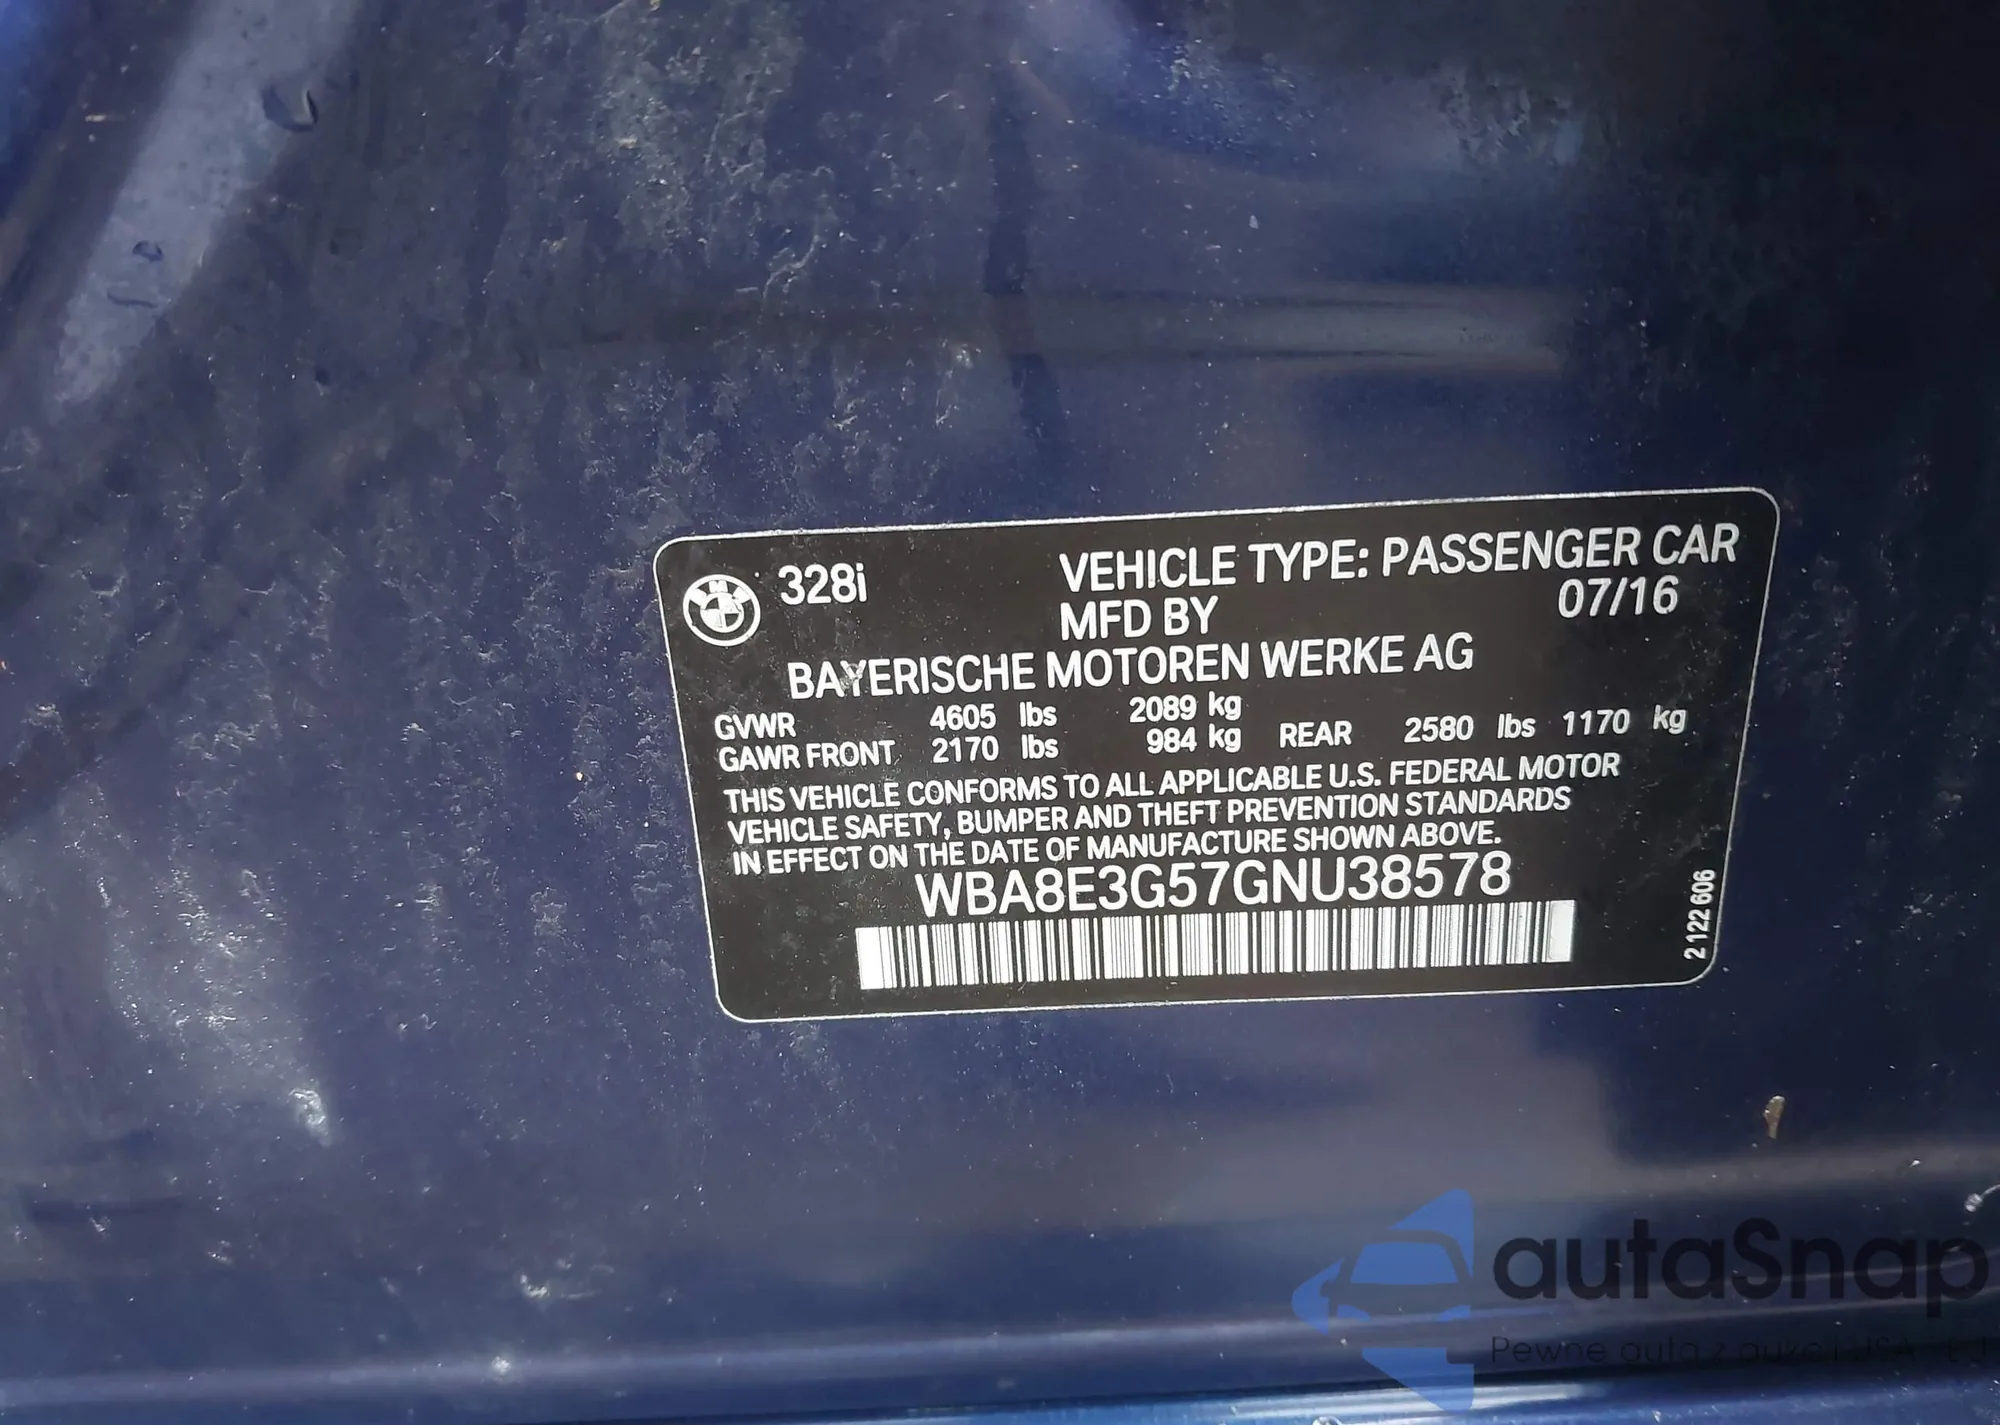 328i
VEHICLE TYPE: PASSENGER CAR
MFD BY 07/16
BAYERISCHE MOTOREN WERKE AG
GVWR 4605 lbs 2089 kg
GAWR FRONT 2170 lbs 984 kg REAR 2580 lbs 1170 kg
THIS VEHICLE CONFORMS TO ALL APPLICABLE U.S. FEDERAL MOTOR
VEHICLE SAFETY, BUMPER AND THEFT PREVENTION STANDARDS
IN EFFECT ON THE DATE OF MANUFACTURE SHOWN ABOVE.
WBA8E3G57GNU38578
2 122 606
autaSnap
Pewne auta z